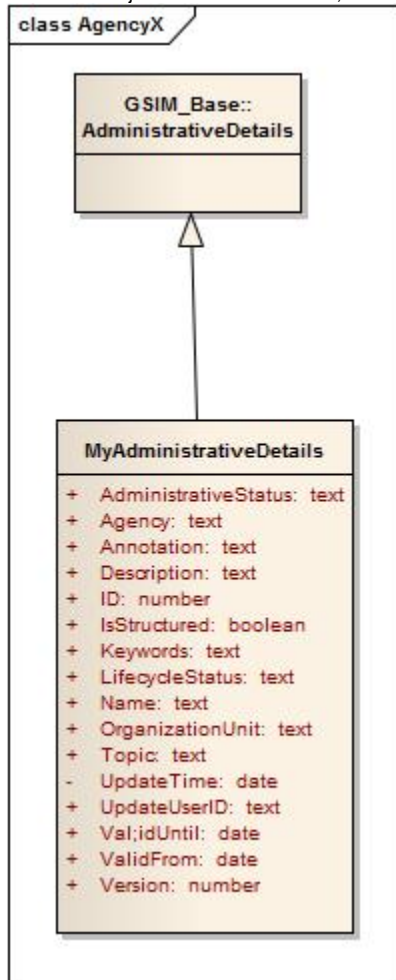 class AgencyX
GSIM_Base::
AdministrativeDetails
MyAdministrativeDetails
+ AdministrativeStatus: text
+ Agency: text
+ Annotation: text
+ Description: text
+ ID: number
+ IsStructured: boolean
+ Keywords: text
+ LifecycleStatus: text
+ Name: text
+ OrganizationUnit: text
+ Topic: text
- UpdateTime: date
+ UpdateUserID: text
+ Val;idUntil: date
+ ValidFrom: date
+ Version: number